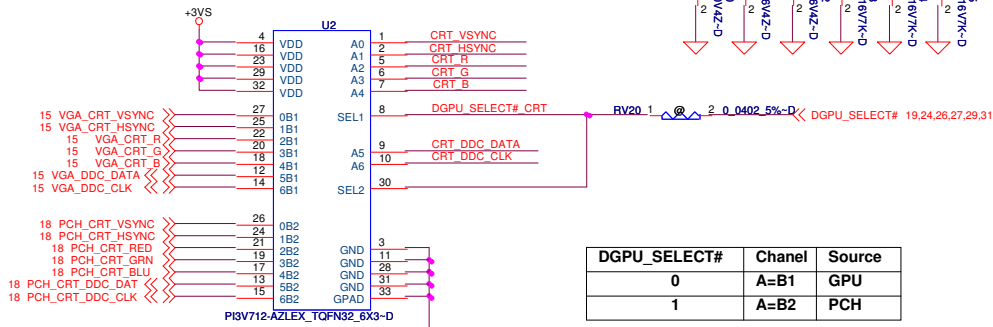 +3VS
U2
4 VDD A0 1 CRT_VSYNC
16 VDD A1 2 CRT_HSYNC
23 VDD A2 5 CRT_R
29 VDD A3 6 CRT_G
32 VDD A4 7 CRT_B
15 VGA_CRT_VSYNC 27 0B1 SEL1 8 DGPU_SELECT#_CRT
RV20 1 @ 2 0_0402_5%~D DGPU_SELECT# 19,24,26,27,29,31
15 VGA_CRT_HSYNC 25 1B1
15 VGA_CRT_R 22 2B1
15 VGA_CRT_G 20 3B1 A5 9 CRT_DDC_DATA
15 VGA_CRT_B 18 4B1 A6 10 CRT_DDC_CLK
15 VGA_DDC_DATA 12 5B1
15 VGA_DDC_CLK 14 6B1 SEL2 30
18 PCH_CRT_VSYNC 26 0B2
18 PCH_CRT_HSYNC 24 1B2
18 PCH_CRT_RED 21 2B2 GND 3
18 PCH_CRT_GRN 19 3B2 GND 11
18 PCH_CRT_BLU 17 4B2 GND 28
18 PCH_CRT_DDC_DAT 13 5B2 GND 31
18 PCH_CRT_DDC_CLK 15 6B2 GPAD 33
PI3V712-AZLEX_TQFN32_6X3~D
2 2 2 2 2 2
DGPU_SELECT# Chanel Source
0 A=B1 GPU
1 A=B2 PCH